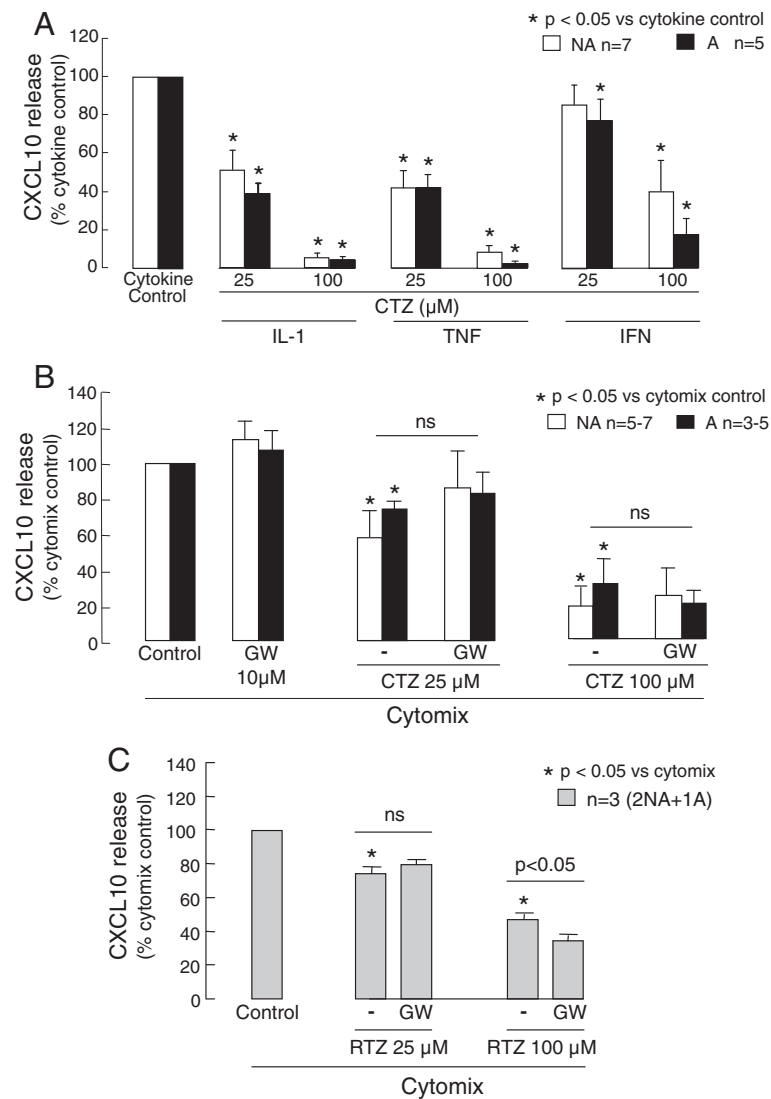 A
* p < 0.05 vs cytokine control
NA n=7 A n=5
CXCL10 release
(% cytokine control)
120
100
80
60
40
20
0
* * * * * * * * * * *
Cytokine
Control
25 100 25 100 25 100
CTZ (µM)
IL-1 TNF IFN
B
* p < 0.05 vs cytomix control
NA n=5-7 A n=3-5
CXCL10 release
(% cytomix control)
140
120
100
80
60
40
20
0
ns
* *
ns
* *
Control GW - GW - GW
10µM CTZ 25 µM CTZ 100 µM
Cytomix
C
* p < 0.05 vs cytomix
n=3 (2NA+1A)
CXCL10 release
(% cytomix control)
140
120
100
80
60
40
20
0
ns
*
p<0.05
*
Control - GW - GW
RTZ 25 µM RTZ 100 µM
Cytomix